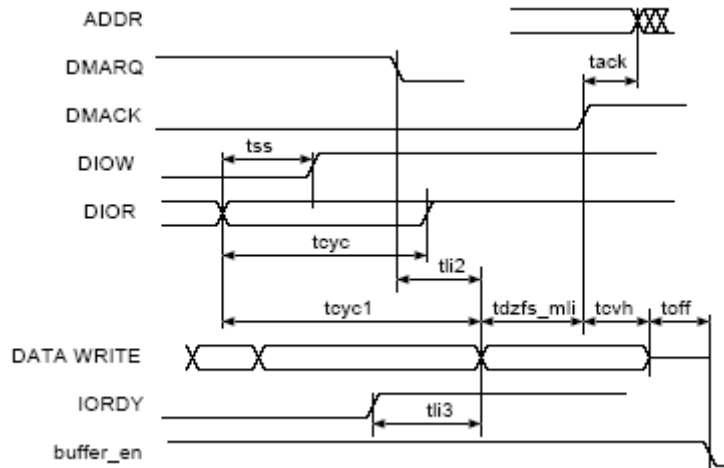 ADDR
DMARQ
tack
DMACK
tss
DIOW
DIOR
tcyc
tli2
tcyc1 tdzfs_mli tcvh toff
DATA WRITE
IORDY
tli3
buffer_en